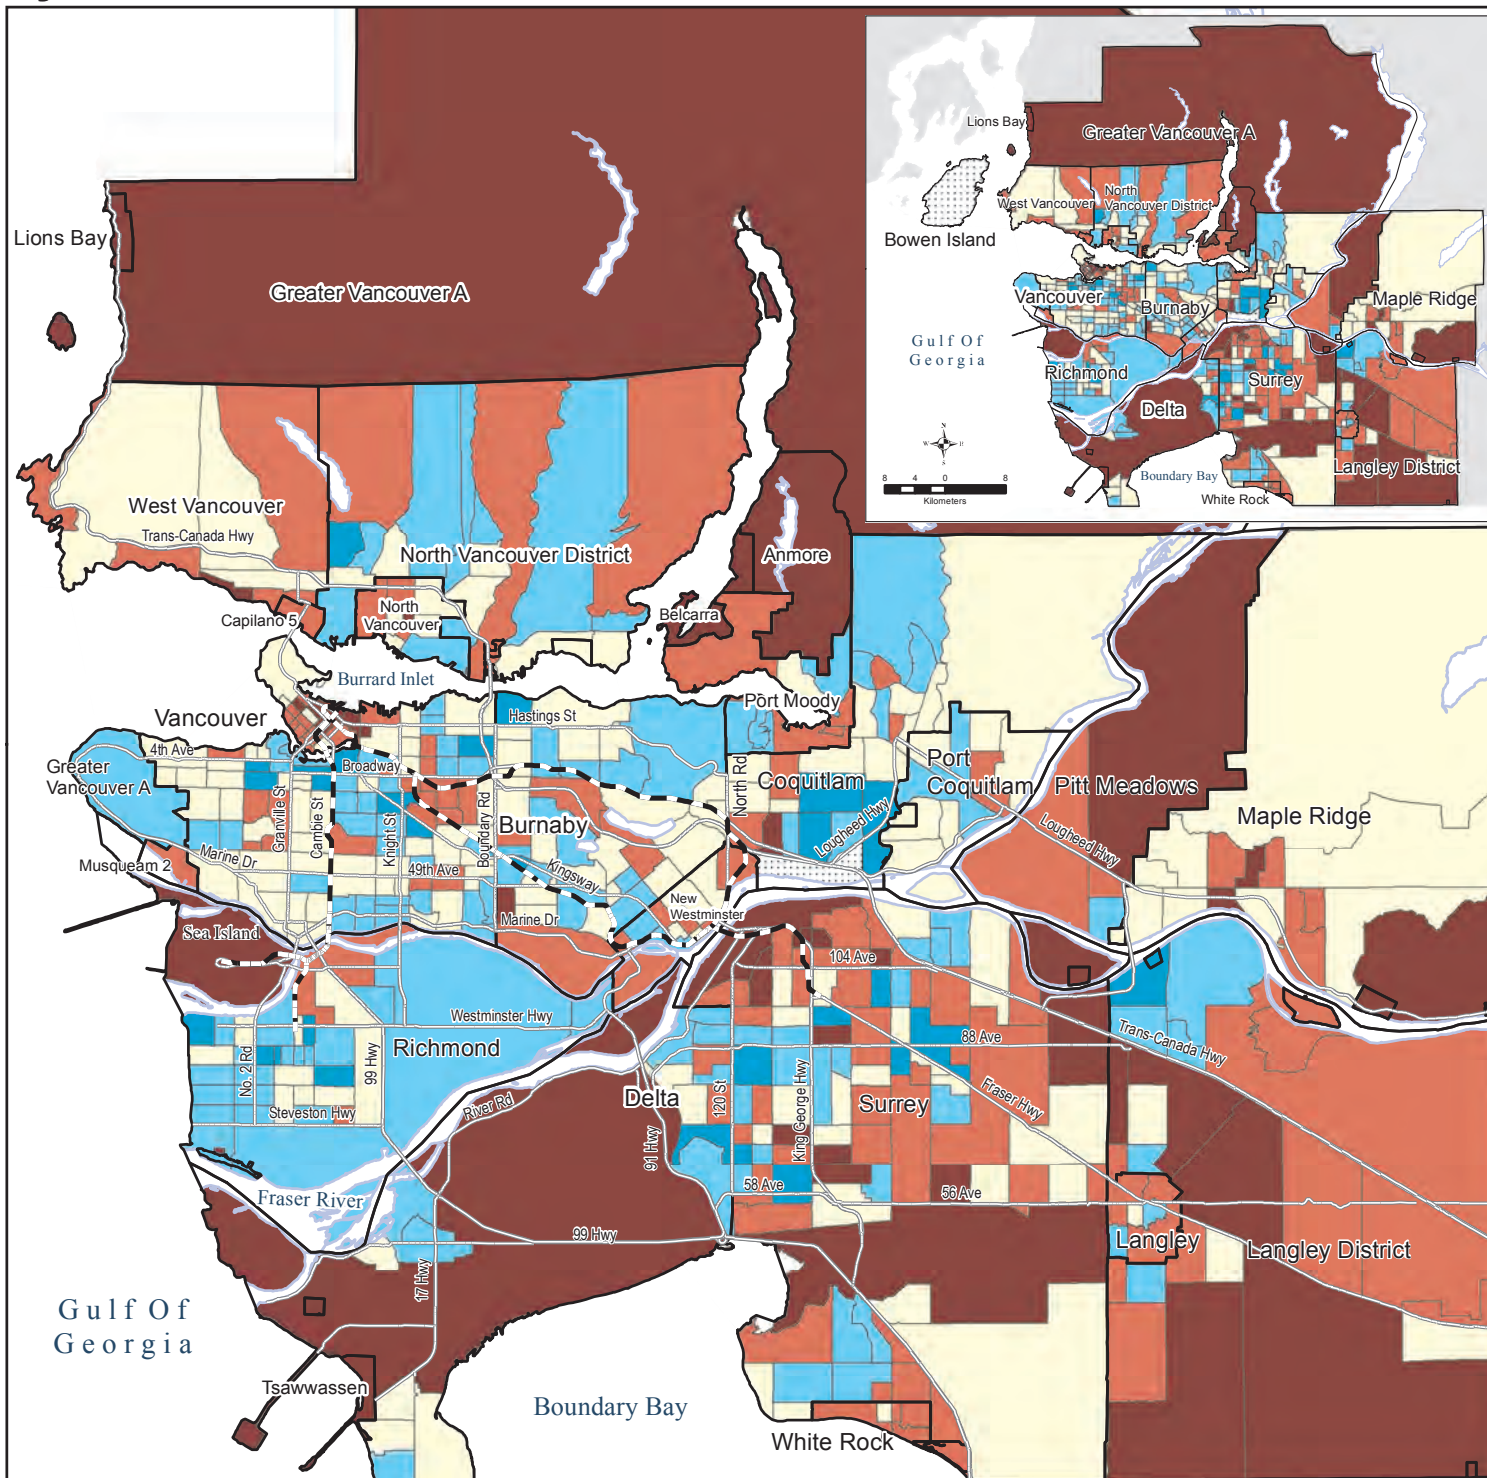 Lions Bay
Greater Vancouver A
West Vancouver
Trans-Canada Hwy
North Vancouver District
Capilano 5
North
Vancouver
Belcarra
Anmore
Burrard Inlet
Port Moody
Vancouver
Hastings St
4th Ave
Broadway
Greater
Vancouver A
Granville St
Cambie St
Knight St
Boundary Rd
North Rd
Burnaby
Coquitlam
Port
Coquitlam
Pitt Meadows
Maple Ridge
Lougheed Hwy
Lougheed Hwy
Marine Dr
49th Ave
Kingsway
Musqueam 2
New
Westminster
Marine Dr
Sea Island
104 Ave
Westminster Hwy
Richmond
No. 2 Rd
99 Hwy
Steveston Hwy
River Rd
Delta
91 Hwy
120 St
King George Hwy
88 Ave
Surrey
Fraser Hwy
Trans-Canada Hwy
Fraser River
58 Ave
56 Ave
99 Hwy
17 Hwy
Langley
Langley District
Gulf Of
Georgia
Tsawwassen
Boundary Bay
White Rock
Lions Bay
Greater Vancouver A
West Vancouver
North
Vancouver District
Bowen Island
Vancouver
Burnaby
Maple Ridge
Gulf Of
Georgia
Richmond
Surrey
Delta
Langley District
Boundary Bay
White Rock
N
W
E
S
8 4 0 8
Kilometers